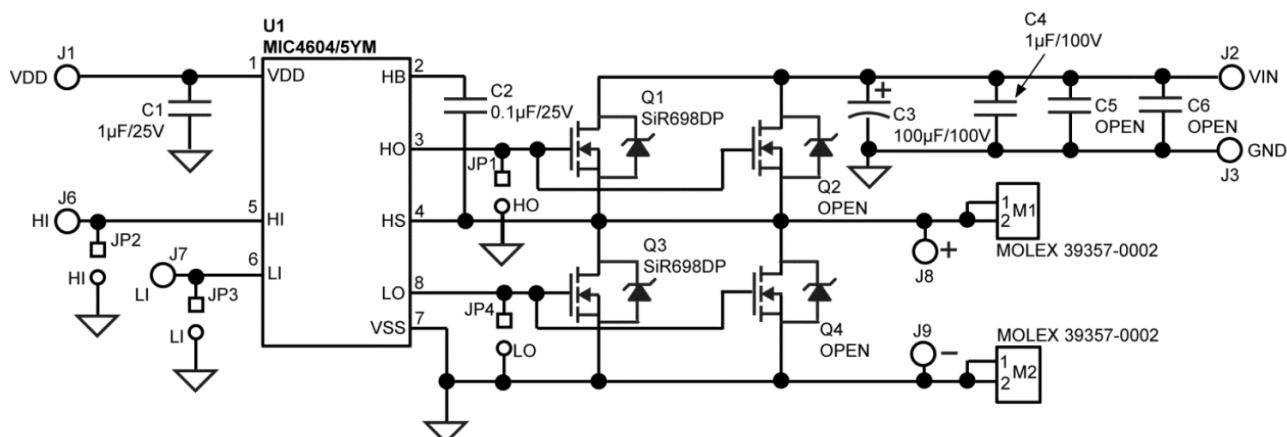 U1
MIC4604/5YM
J1
VDD
1
VDD
C1
1µF/25V
HB
2
C2
0.1µF/25V
HO
3
JP1
HO
Q1
SiR698DP
Q2
OPEN
C3
100µF/100V
+
C4
1µF/100V
C5
OPEN
C6
OPEN
J2
VIN
GND
J3
J6
HI
5
HI
JP2
HI
J7
LI
6
LI
JP3
LI
HS
4
LO
8
VSS
7
JP4
LO
Q3
SiR698DP
Q4
OPEN
+
J8
1
2
M1
MOLEX 39357-0002
J9
−
MOLEX 39357-0002
1
2
M2